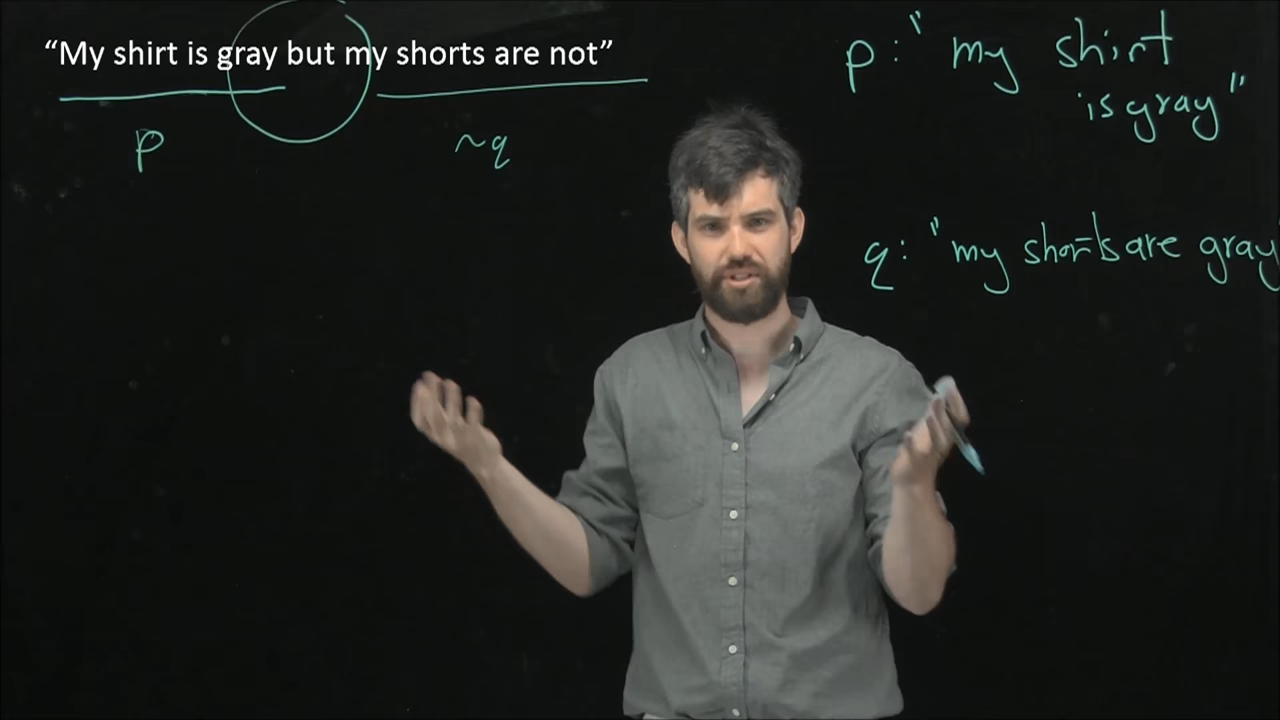 “My shirt is gray but my shorts are not”
p
~q
p: "my shirt
is gray"
q: "my shorts are gray